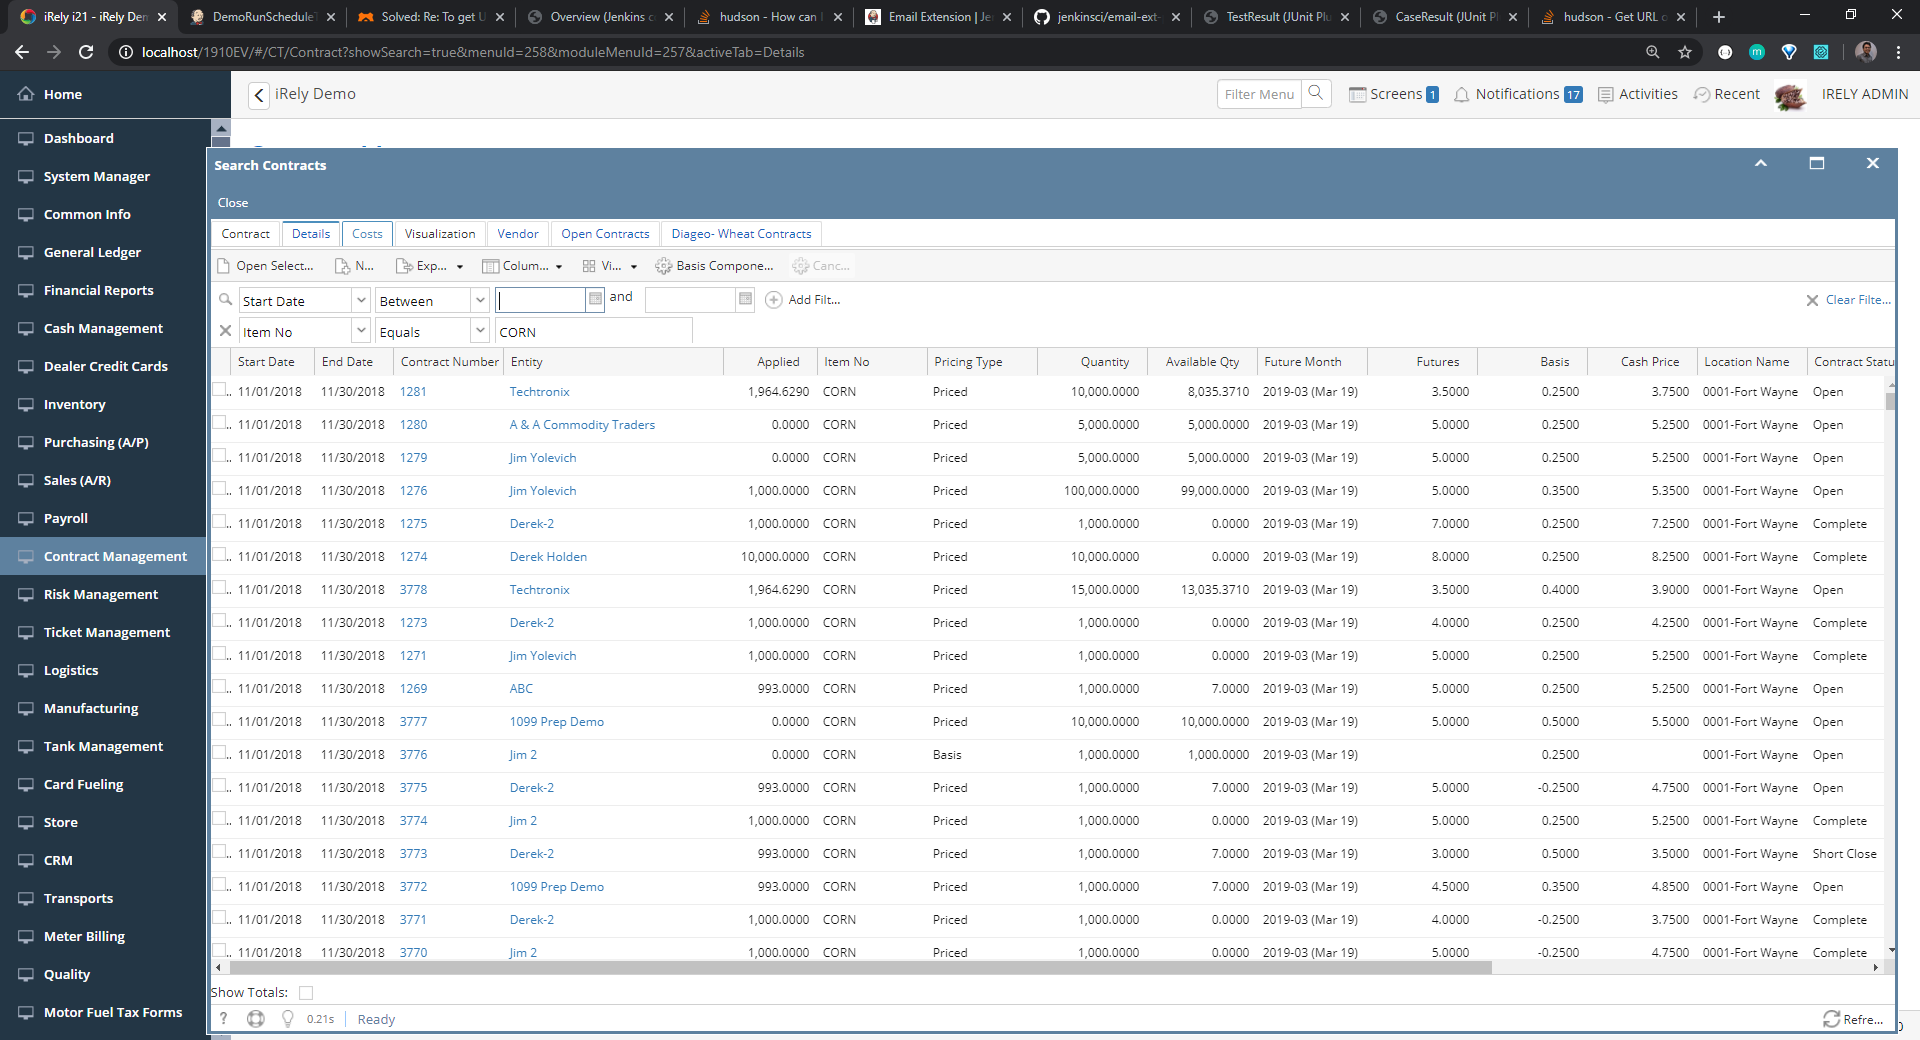 iRely i21 - iRely Den
DemoRunSchedule
Solved: Re: To get U
Overview (Jenkins c
hudson - How can
Email Extension | Je
jenkinsci/email-ext-
TestResult (JUnit Plu
CaseResult (JUnit Pl
hudson - Get URL o
localhost/1910EV/#/CT/Contract?showSearch=true&menuId=258&moduleMenuId=257&activeTab=Details
Home
iRely Demo
Filter Menu
Screens 1
Notifications 17
Activities
Recent
IRELY ADMIN
Dashboard
System Manager
Common Info
General Ledger
Financial Reports
Cash Management
Dealer Credit Cards
Inventory
Purchasing (A/P)
Sales (A/R)
Payroll
Contract Management
Risk Management
Ticket Management
Logistics
Manufacturing
Tank Management
Card Fueling
Store
CRM
Transports
Meter Billing
Quality
Motor Fuel Tax Forms
Search Contracts
Close
Contract Details Costs Visualization Vendor Open Contracts Diageo- Wheat Contracts
Open Select... N... Exp... Colum... Vi... Basis Compone... Canc...
Start Date Between and Add Filt... Clear Filte...
Item No Equals CORN
Start Date End Date Contract Number Entity Applied Item No Pricing Type Quantity Available Qty Future Month Futures Basis Cash Price Location Name Contract Statu
11/01/2018 11/30/2018 1281 Techtronix 1,964.6290 CORN Priced 10,000.0000 8,035.3710 2019-03 (Mar 19) 3.5000 0.2500 3.7500 0001-Fort Wayne Open
11/01/2018 11/30/2018 1280 A & A Commodity Traders 0.0000 CORN Priced 5,000.0000 5,000.0000 2019-03 (Mar 19) 5.0000 0.2500 5.2500 0001-Fort Wayne Open
11/01/2018 11/30/2018 1279 Jim Yolevich 0.0000 CORN Priced 5,000.0000 5,000.0000 2019-03 (Mar 19) 5.0000 0.2500 5.2500 0001-Fort Wayne Open
11/01/2018 11/30/2018 1276 Jim Yolevich 1,000.0000 CORN Priced 100,000.0000 99,000.0000 2019-03 (Mar 19) 5.0000 0.3500 5.3500 0001-Fort Wayne Open
11/01/2018 11/30/2018 1275 Derek-2 1,000.0000 CORN Priced 1,000.0000 0.0000 2019-03 (Mar 19) 7.0000 0.2500 7.2500 0001-Fort Wayne Complete
11/01/2018 11/30/2018 1274 Derek Holden 10,000.0000 CORN Priced 10,000.0000 0.0000 2019-03 (Mar 19) 8.0000 0.2500 8.2500 0001-Fort Wayne Complete
11/01/2018 11/30/2018 3778 Techtronix 1,964.6290 CORN Priced 15,000.0000 13,035.3710 2019-03 (Mar 19) 3.5000 0.4000 3.9000 0001-Fort Wayne Open
11/01/2018 11/30/2018 1273 Derek-2 1,000.0000 CORN Priced 1,000.0000 0.0000 2019-03 (Mar 19) 4.0000 0.2500 4.2500 0001-Fort Wayne Complete
11/01/2018 11/30/2018 1271 Jim Yolevich 1,000.0000 CORN Priced 1,000.0000 0.0000 2019-03 (Mar 19) 5.0000 0.2500 5.2500 0001-Fort Wayne Complete
11/01/2018 11/30/2018 1269 ABC 993.0000 CORN Priced 1,000.0000 7.0000 2019-03 (Mar 19) 5.0000 0.2500 5.2500 0001-Fort Wayne Open
11/01/2018 11/30/2018 3777 1099 Prep Demo 0.0000 CORN Priced 10,000.0000 10,000.0000 2019-03 (Mar 19) 5.0000 0.5000 5.5000 0001-Fort Wayne Open
11/01/2018 11/30/2018 3776 Jim 2 0.0000 CORN Basis 1,000.0000 1,000.0000 2019-03 (Mar 19) 0.2500 0001-Fort Wayne Open
11/01/2018 11/30/2018 3775 Derek-2 993.0000 CORN Priced 1,000.0000 7.0000 2019-03 (Mar 19) 5.0000 -0.2500 4.7500 0001-Fort Wayne Open
11/01/2018 11/30/2018 3774 Jim 2 1,000.0000 CORN Priced 1,000.0000 0.0000 2019-03 (Mar 19) 5.0000 0.2500 5.2500 0001-Fort Wayne Complete
11/01/2018 11/30/2018 3773 Derek-2 993.0000 CORN Priced 1,000.0000 7.0000 2019-03 (Mar 19) 3.0000 0.5000 3.5000 0001-Fort Wayne Short Close
11/01/2018 11/30/2018 3772 1099 Prep Demo 993.0000 CORN Priced 1,000.0000 7.0000 2019-03 (Mar 19) 4.5000 0.3500 4.8500 0001-Fort Wayne Open
11/01/2018 11/30/2018 3771 Derek-2 1,000.0000 CORN Priced 1,000.0000 0.0000 2019-03 (Mar 19) 4.0000 -0.2500 3.7500 0001-Fort Wayne Complete
11/01/2018 11/30/2018 3770 Jim 2 1,000.0000 CORN Priced 1,000.0000 0.0000 2019-03 (Mar 19) 5.0000 -0.2500 4.7500 0001-Fort Wayne Complete
Show Totals:
? 0.21s Ready Refre...